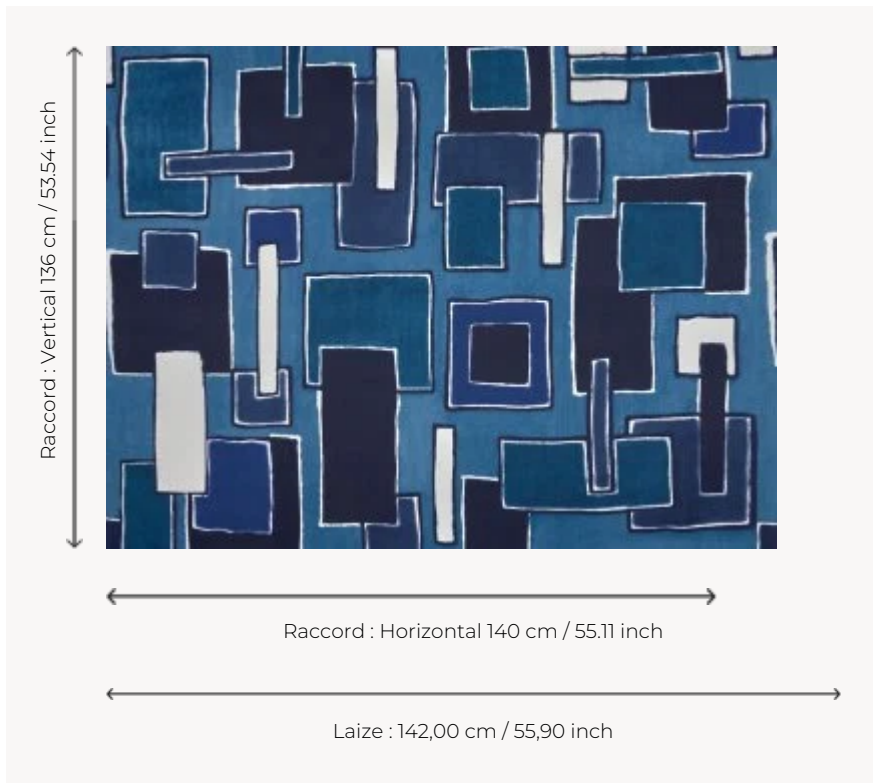 Raccord : Vertical 136 cm / 53.54 inch
Raccord : Horizontal 140 cm / 55.11 inch
Laize : 142,00 cm / 55,90 inch